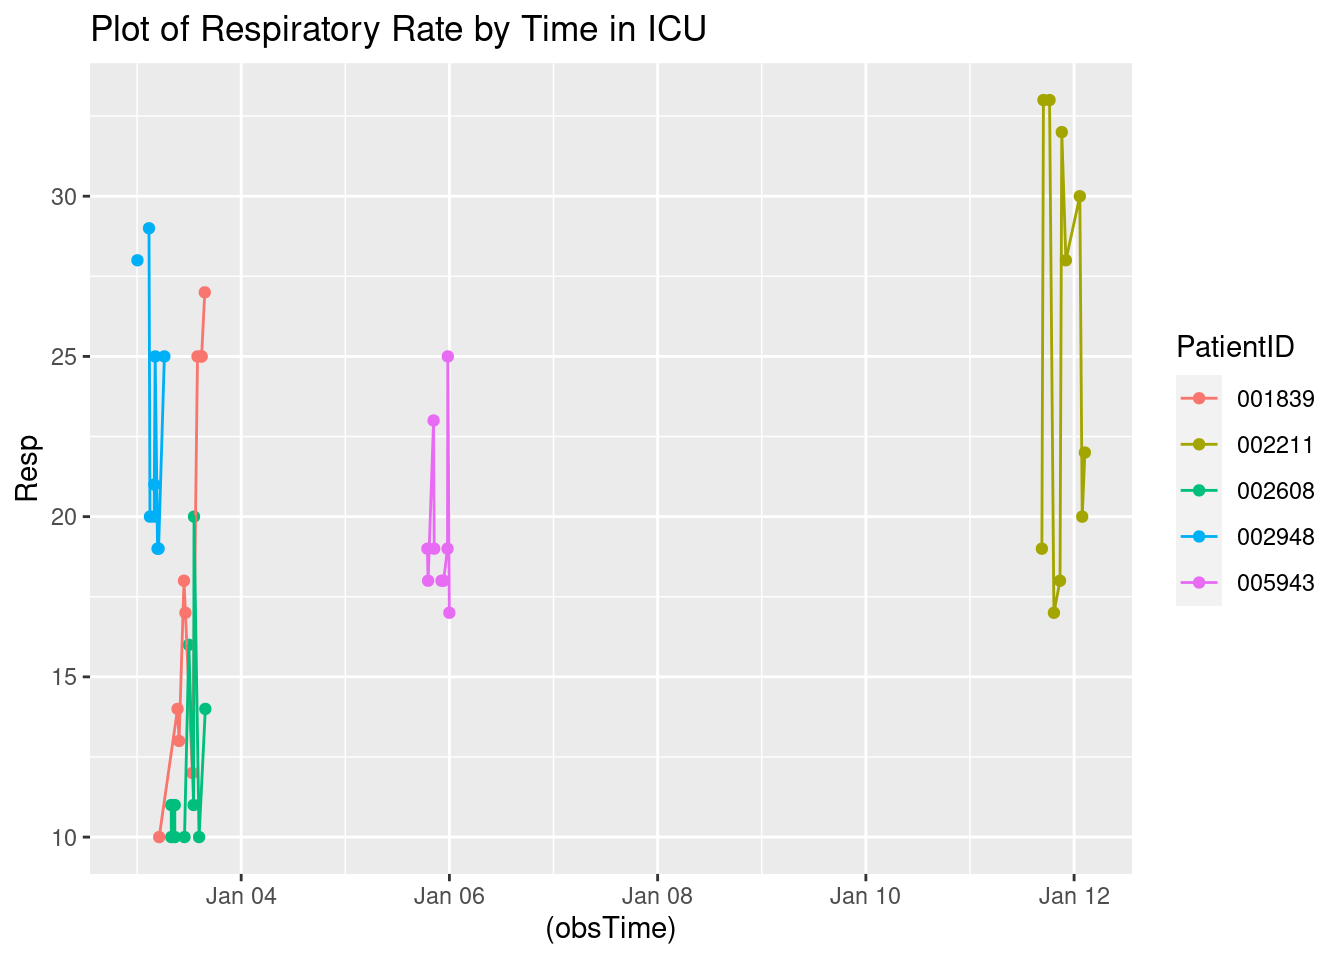 Plot of Respiratory Rate by Time in ICU
Resp
30
25
20
15
10
Jan 04
Jan 06
Jan 08
Jan 10
Jan 12
(obsTime)
PatientID
001839
002211
002608
002948
005943